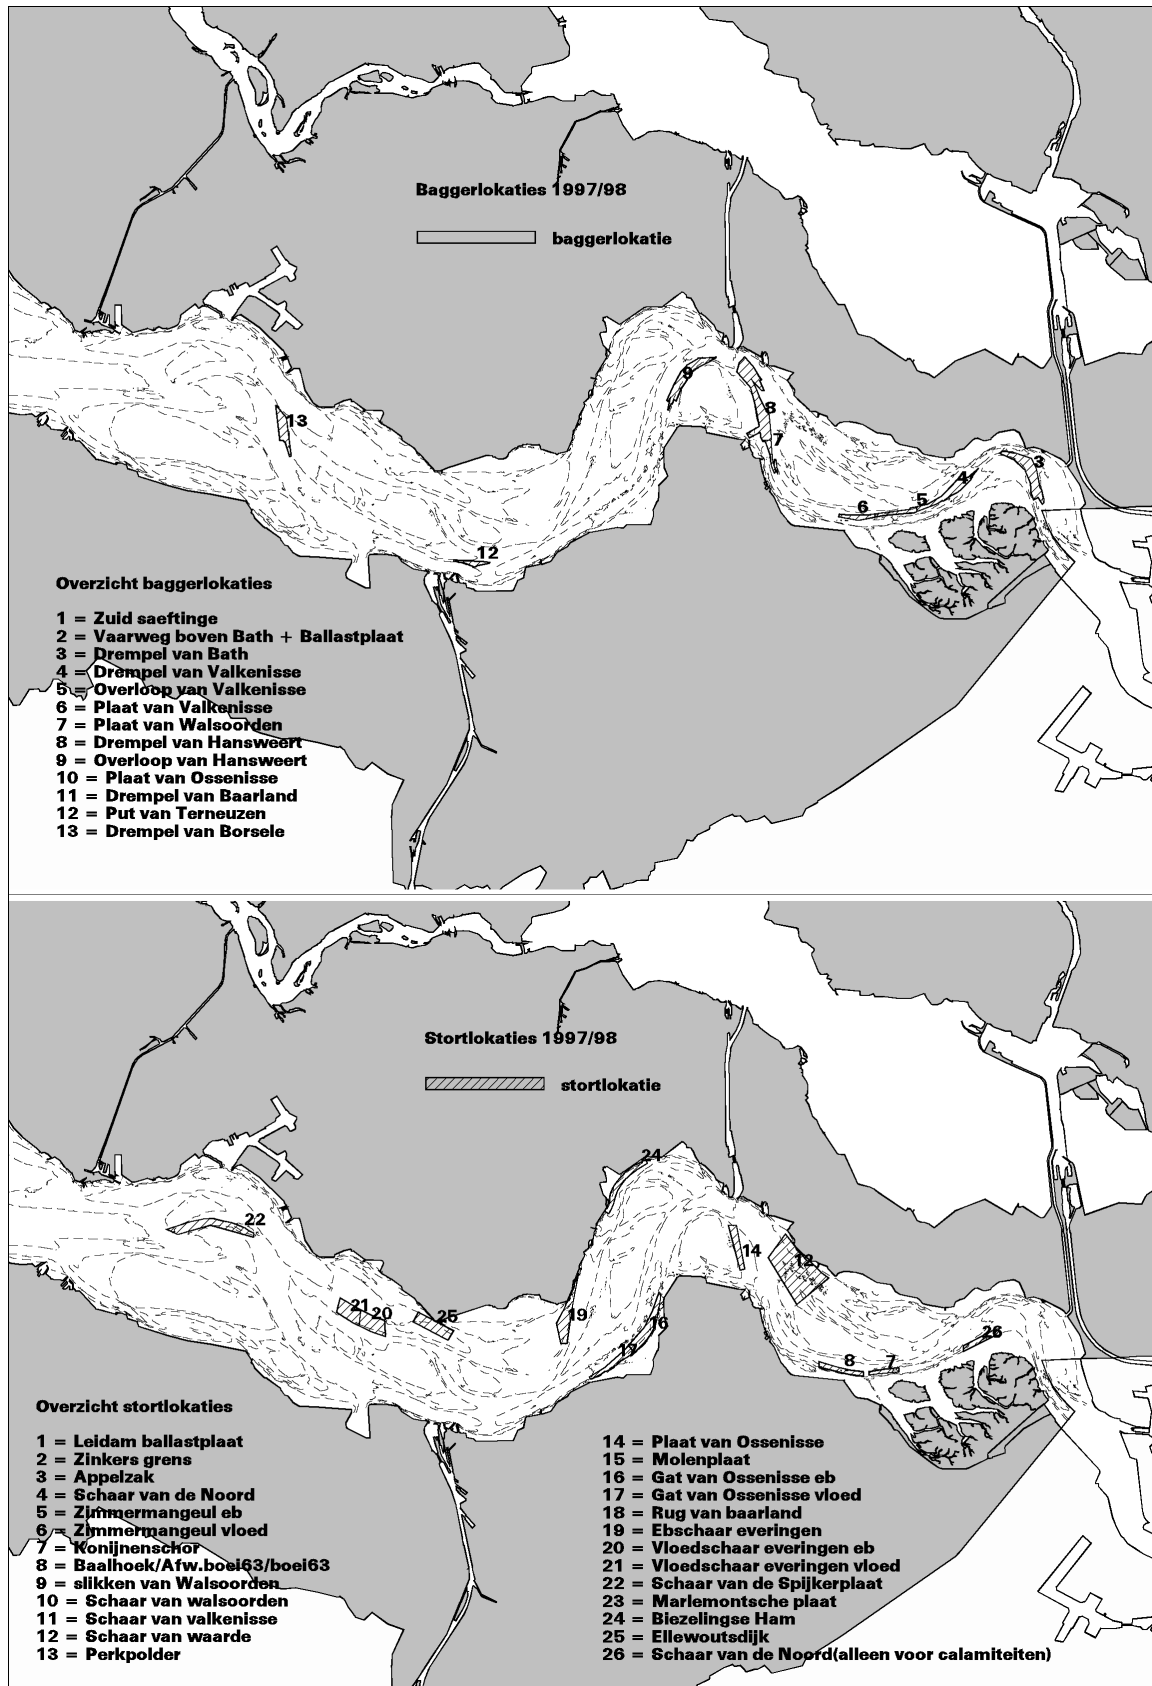 Baggerlokaties 1997/98
baggerlokatie
9
8
7
13
3
4
5
6
12
Overzicht baggerlokaties
1 = Zuid saeftinge
2 = Vaarweg boven Bath + Ballastplaat
3 = Drempel van Bath
4 = Drempel van Valkenisse
5 = Overloop van Valkenisse
6 = Plaat van Valkenisse
7 = Plaat van Walsoorden
8 = Drempel van Hansweert
9 = Overloop van Hansweert
10 = Plaat van Ossenisse
11 = Drempel van Baarland
12 = Put van Terneuzen
13 = Drempel van Borsele
Stortlokaties 1997/98
stortlokatie
24
22
14
12
21
20
25
19
16
17
26
8
7
Overzicht stortlokaties
1 = Leidam ballastplaat
2 = Zinkers grens
3 = Appelzak
4 = Schaar van de Noord
5 = Zimmermangeul eb
6 = Zimmermangeul vloed
7 = Konijnenschor
8 = Baalhoek/Afw.boei63/boei63
9 = slikken van Walsoorden
10 = Schaar van walsoorden
11 = Schaar van valkenisse
12 = Schaar van waarde
13 = Perkpolder
14 = Plaat van Ossenisse
15 = Molenplaat
16 = Gat van Ossenisse eb
17 = Gat van Ossenisse vloed
18 = Rug van baarland
19 = Ebschaar everingen
20 = Vloedschaar everingen eb
21 = Vloedschaar everingen vloed
22 = Schaar van de Spijkerplaat
23 = Marlemontsche plaat
24 = Biezelingse Ham
25 = Ellewoutsdijk
26 = Schaar van de Noord(alleen voor calamiteiten)